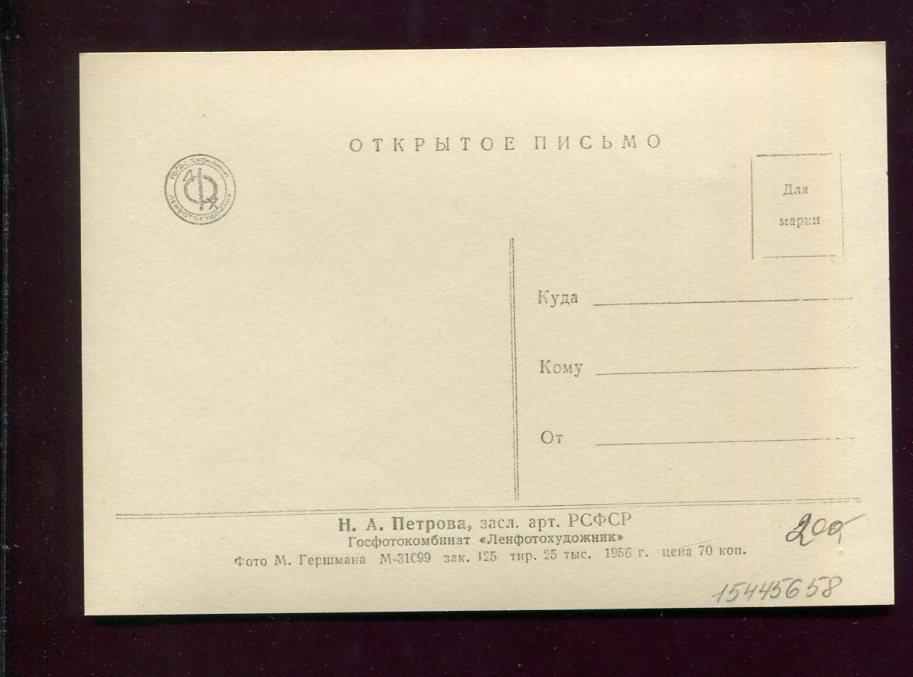 ОТКРЫТОЕ ПИСЬМО
ЛЕНФОТОХУДОЖНИК
Для
марки
Куда
Кому
От
Н. А. Петрова, засл. арт. РСФСР
Госфотокомбинат «Ленфотохудожник»
Фото М. Гершмана М-31099 зак. 125 тир. 25 тыс. 1956 г. цена 70 коп.
15445658